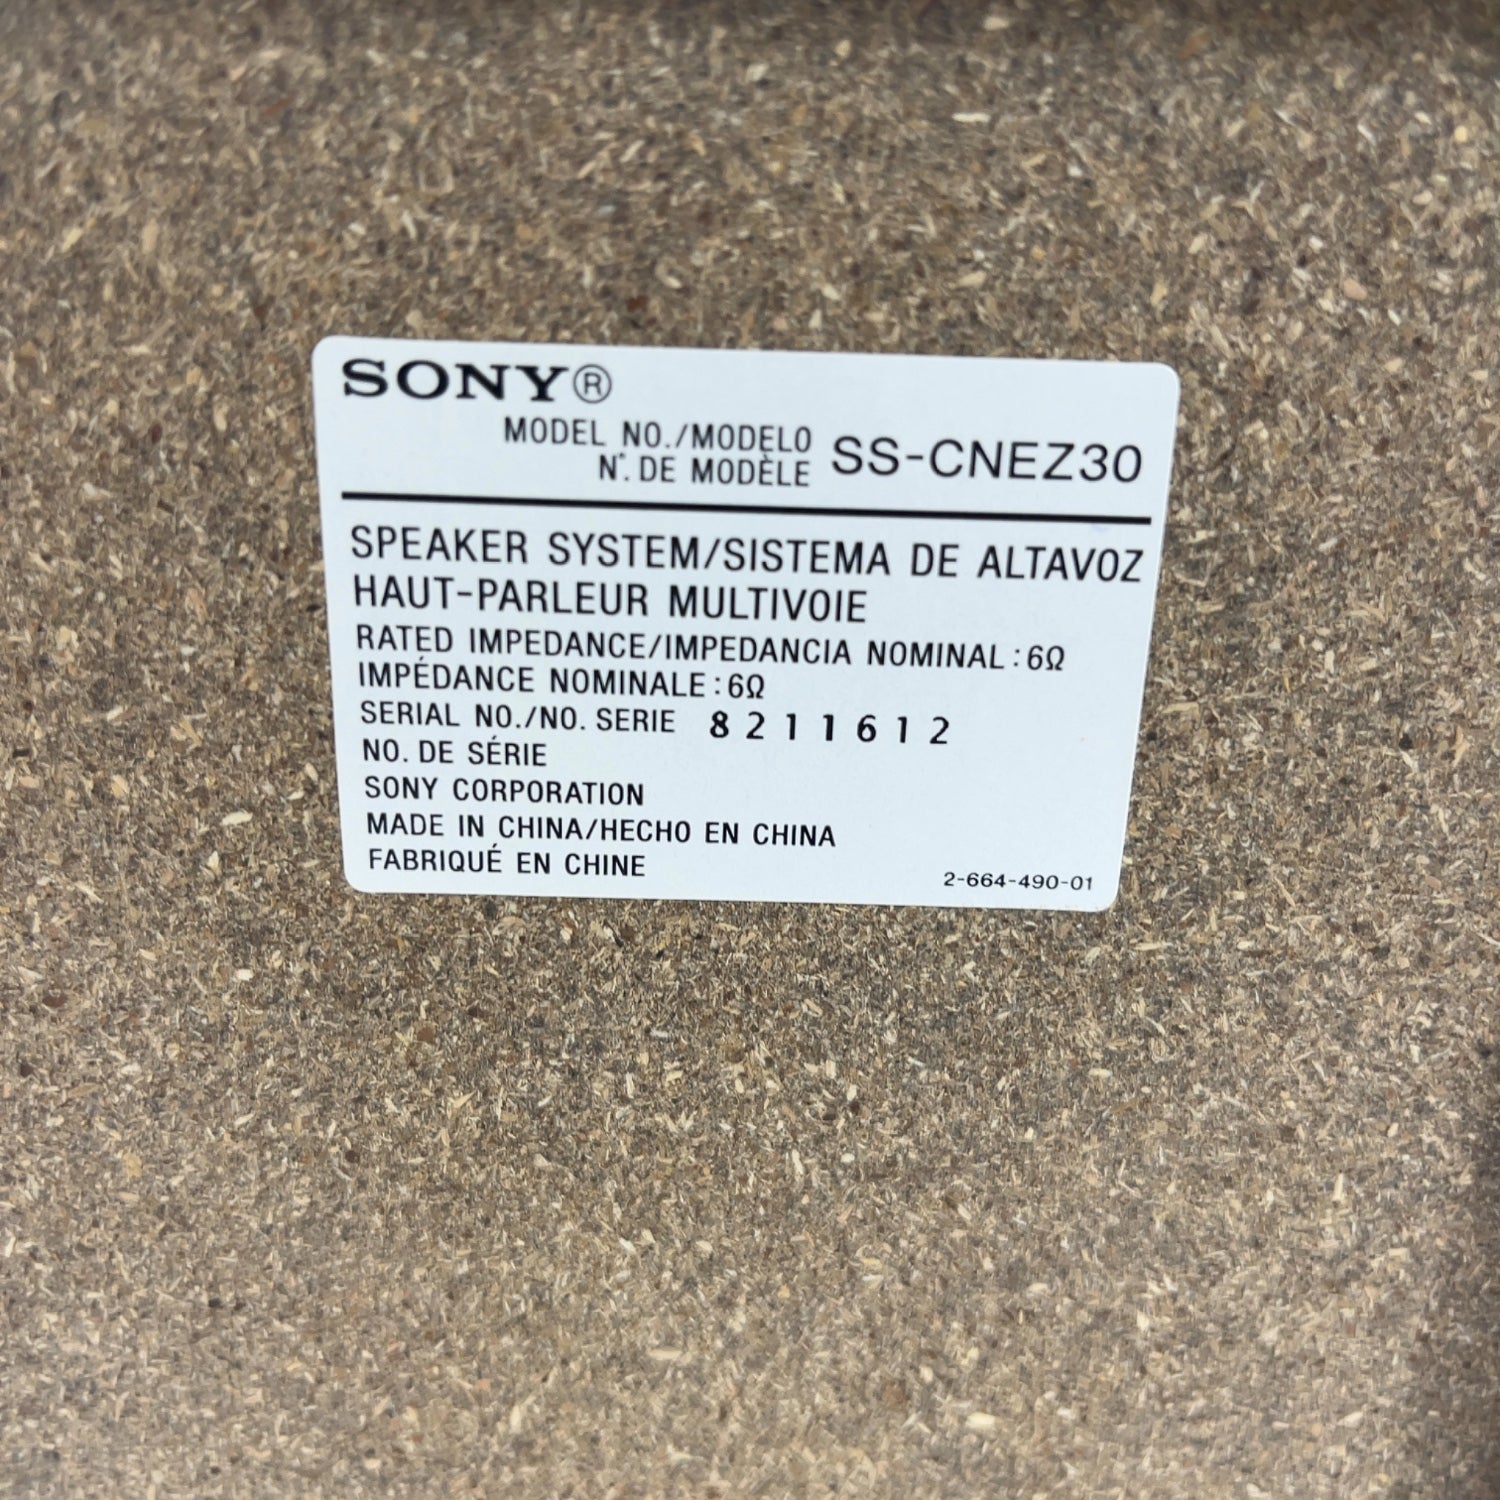 SONY®
MODEL NO./MODELO
N°. DE MODÈLE SS-CNEZ30
SPEAKER SYSTEM/SISTEMA DE ALTAVOZ
HAUT-PARLEUR MULTIVOIE
RATED IMPEDANCE/IMPEDANCIA NOMINAL : 6Ω
IMPÉDANCE NOMINALE : 6Ω
SERIAL NO./NO. SERIE 8211612
NO. DE SÉRIE
SONY CORPORATION
MADE IN CHINA/HECHO EN CHINA
FABRIQUÉ EN CHINE
2-664-490-01